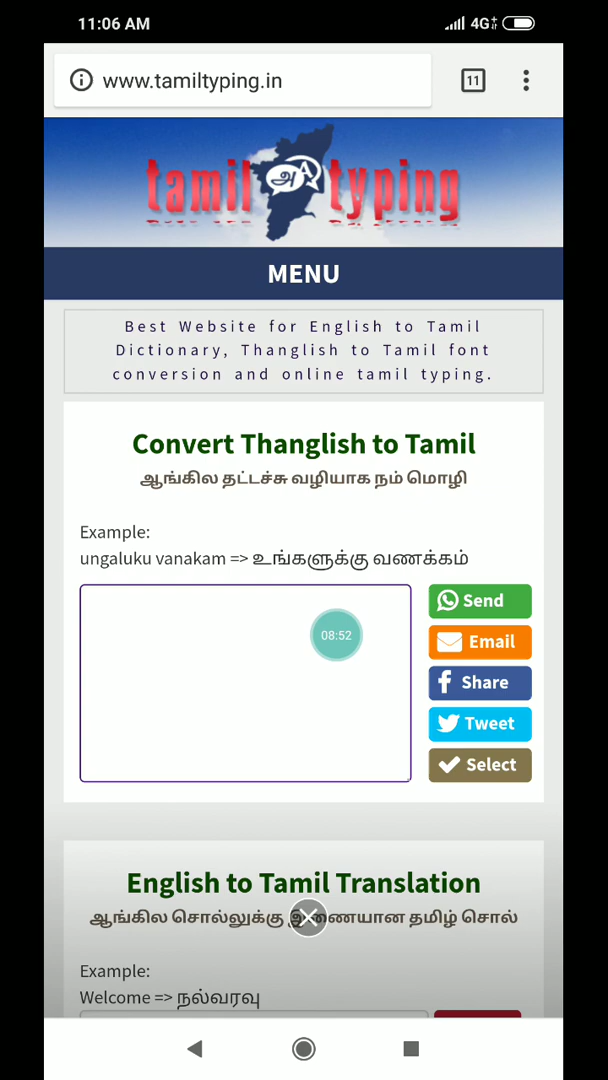 11:06 AM
4G
www.tamiltyping.in
11
tamil அ A typing
MENU
Best Website for English to Tamil
Dictionary, Thanglish to Tamil font
conversion and online tamil typing.
Convert Thanglish to Tamil
ஆங்கில தட்டச்சு வழியாக நம் மொழி
Example:
ungaluku vanakam => உங்களுக்கு வணக்கம்
Send
08:52
Email
Share
Tweet
Select
English to Tamil Translation
ஆங்கில சொல்லுக்கு இணையான தமிழ் சொல்
Example:
Welcome => நல்வரவு